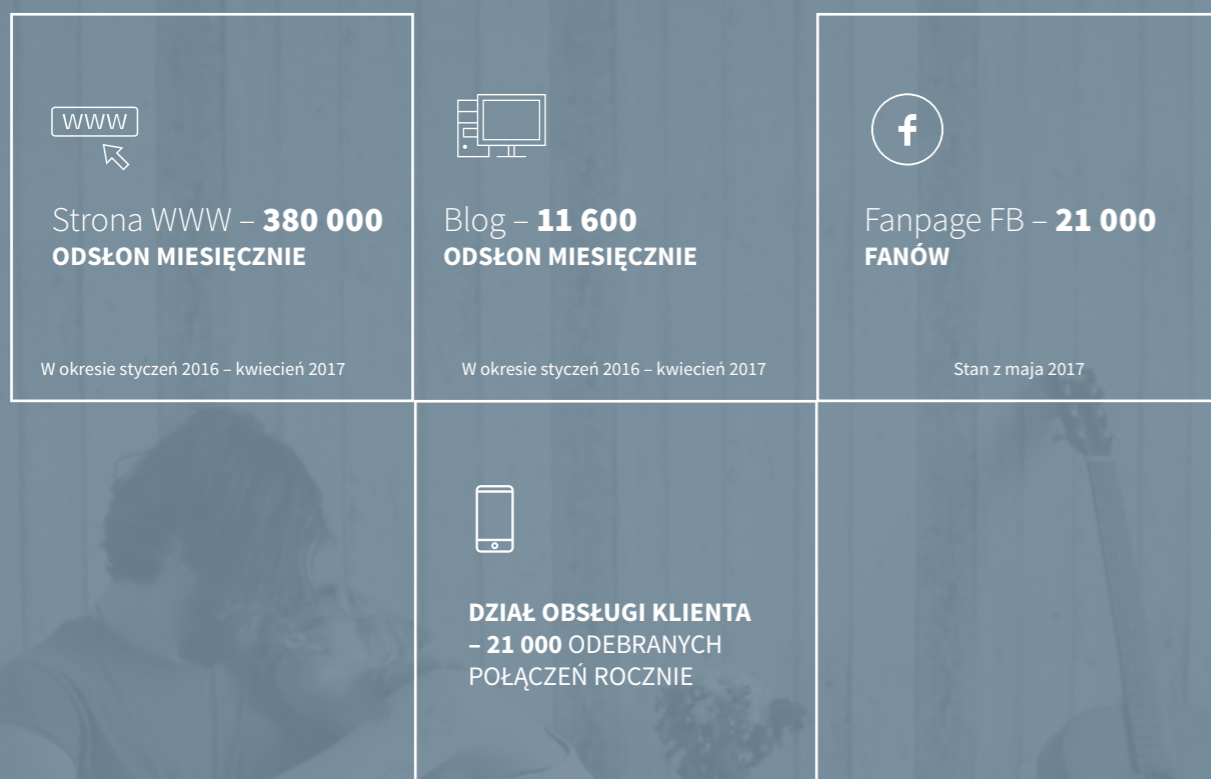 WWW
Strona WWW – 380 000
ODSŁON MIESIĘCZNIE
W okresie styczeń 2016 – kwiecień 2017
Blog – 11 600
ODSŁON MIESIĘCZNIE
W okresie styczeń 2016 – kwiecień 2017
f
Fanpage FB – 21 000
FANÓW
Stan z maja 2017
DZIAŁ OBSŁUGI KLIENTA
– 21 000 ODEBRANYCH
POŁĄCZEŃ ROCZNIE